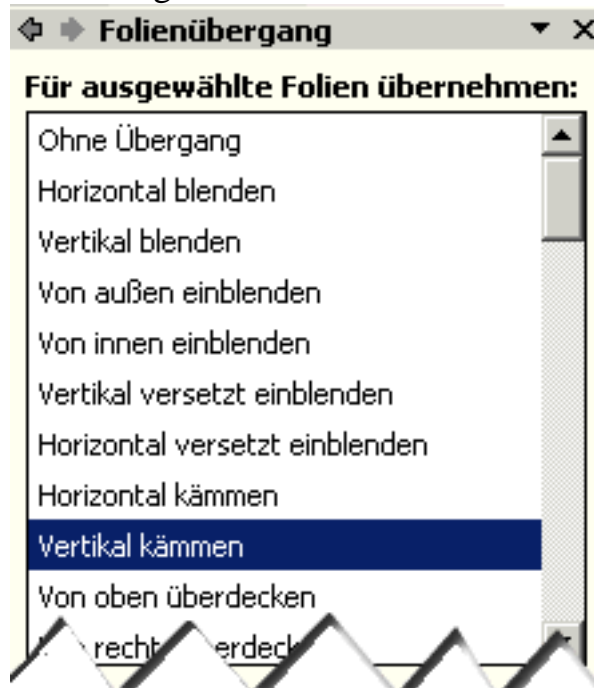 Folienübergang
Für ausgewählte Folien übernehmen:
Ohne Übergang
Horizontal blenden
Vertikal blenden
Von außen einblenden
Von innen einblenden
Vertikal versetzt einblenden
Horizontal versetzt einblenden
Horizontal kämmen
Vertikal kämmen
Von oben überdecken